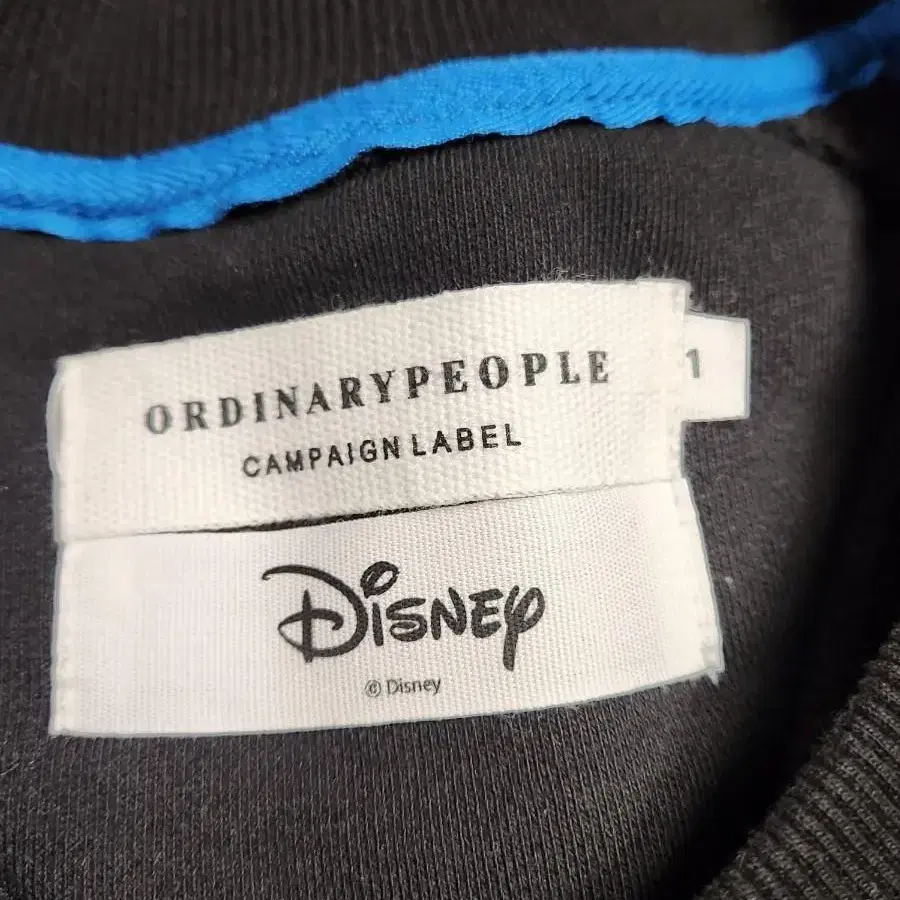 ORDINARYPEOPLE
1
CAMPAIGN LABEL
Disney
© Disney